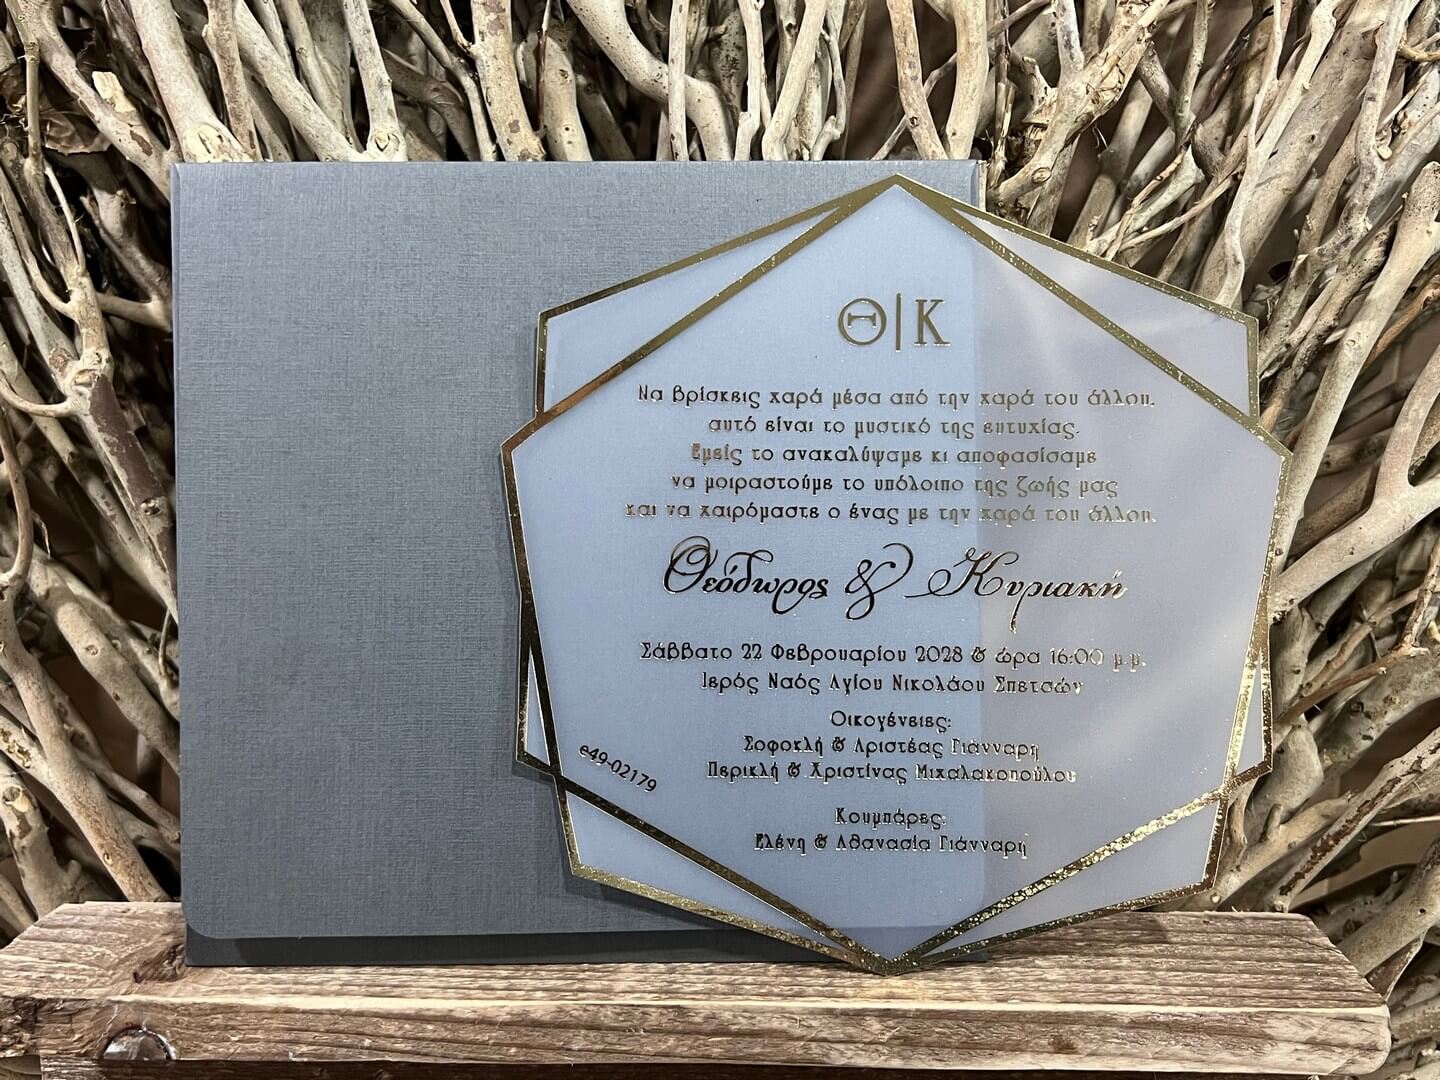 Θ|Κ
Να βρίσκεις χαρά μέσα από την χαρά του άλλου,
αυτό είναι το μυστικό της ευτυχίας.
Εμείς το ανακαλύψαμε κι αποφασίσαμε
να μοιραστούμε το υπόλοιπο της ζωής μας
και να χαιρόμαστε ο ένας με την χαρά του άλλου.
Θεόδωρος & Κυριακή
Σάββατο 22 Φεβρουαρίου 2028 & ώρα 16:00 μ.μ.
Ιερός Ναός Αγίου Νικολάου Σπετσών
Οικογένειες:
Σοφοκλή & Αριστέας Γιάνναρη
Περικλή & Χριστίνας Μιχαλακοπούλου
e49-02179
Κουμπάρες:
Ελένη & Αθανασία Γιάνναρη